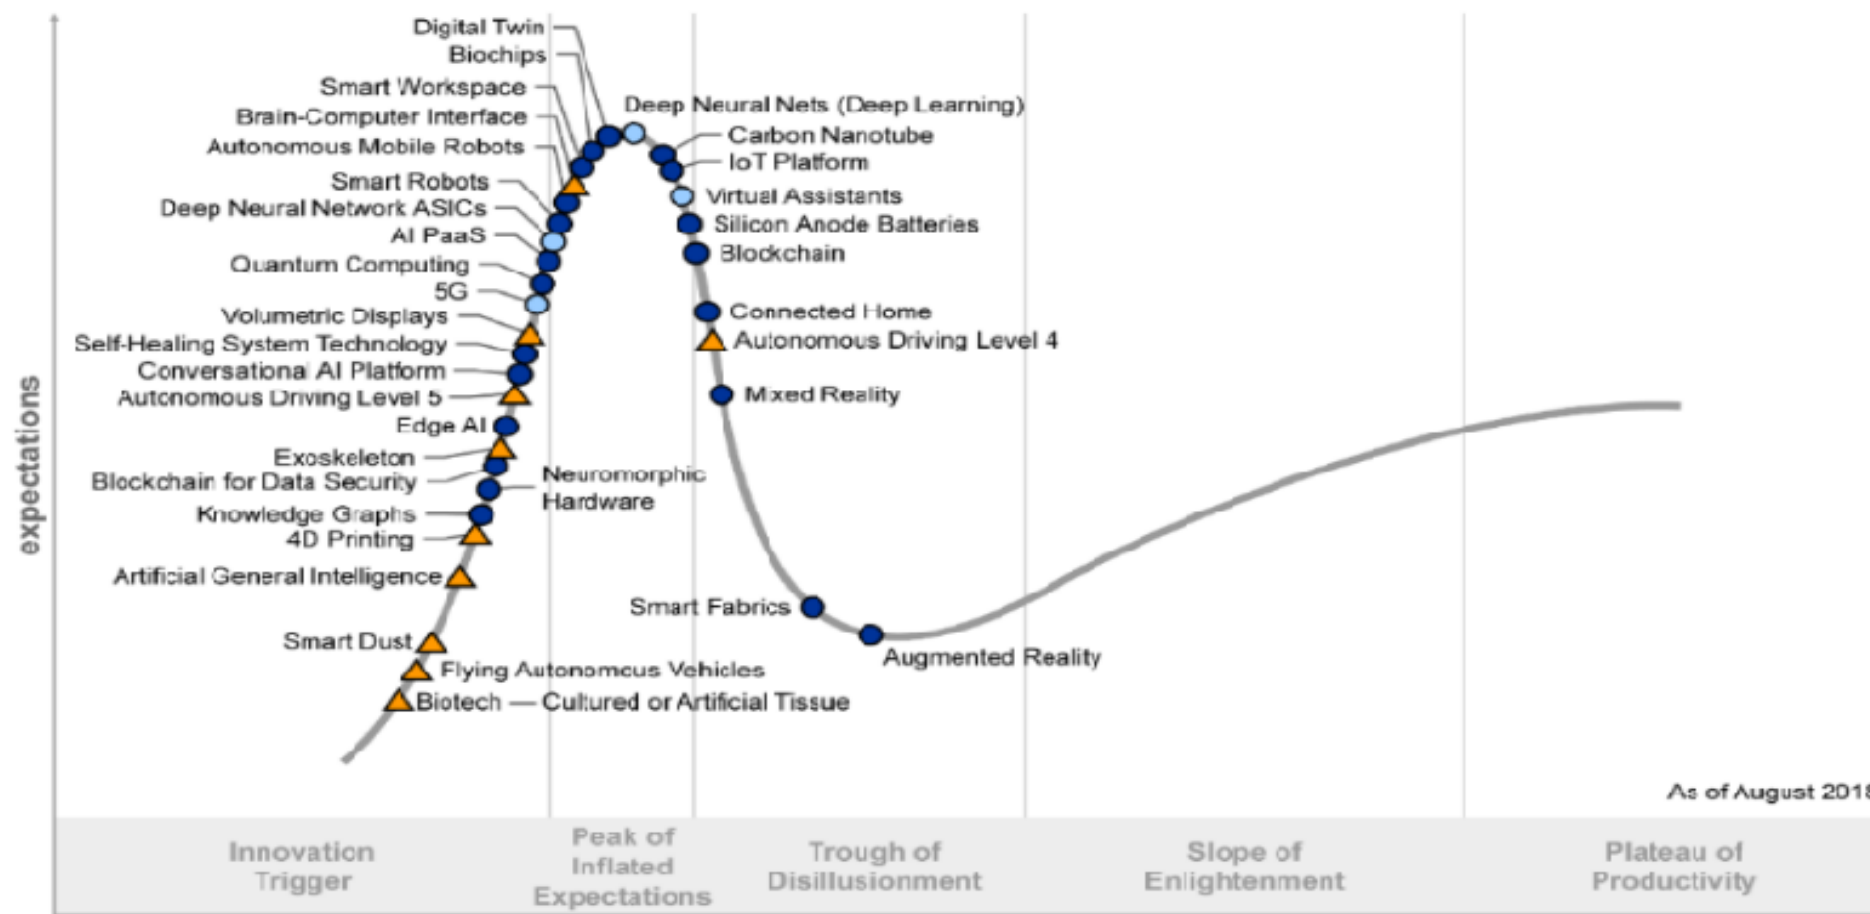 Digital Twin
Biochips
Smart Workspace
Brain-Computer Interface
Autonomous Mobile Robots
Smart Robots
Deep Neural Network ASICs
AI PaaS
Quantum Computing
5G
Volumetric Displays
Self-Healing System Technology
Conversational AI Platform
Autonomous Driving Level 5
Edge AI
Exoskeleton
Blockchain for Data Security
Neuromorphic
Hardware
Knowledge Graphs
4D Printing
Artificial General Intelligence
Smart Dust
Flying Autonomous Vehicles
Biotech — Cultured or Artificial Tissue
Deep Neural Nets (Deep Learning)
Carbon Nanotube
IoT Platform
Virtual Assistants
Silicon Anode Batteries
Blockchain
Connected Home
Autonomous Driving Level 4
Mixed Reality
Smart Fabrics
Augmented Reality
expectations
As of August 2018
Innovation
Trigger
Peak of
Inflated
Expectations
Trough of
Disillusionment
Slope of
Enlightenment
Plateau of
Productivity